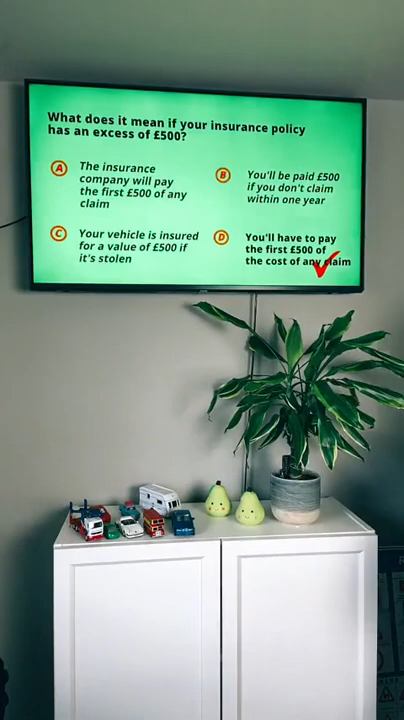 What does it mean if your insurance policy
has an excess of £500?
A
The insurance
company will pay
the first £500 of any
claim
B
You'll be paid £500
if you don't claim
within one year
C
Your vehicle is insured
for a value of £500 if
it's stolen
D
You'll have to pay
the first £500 of
the cost of any claim